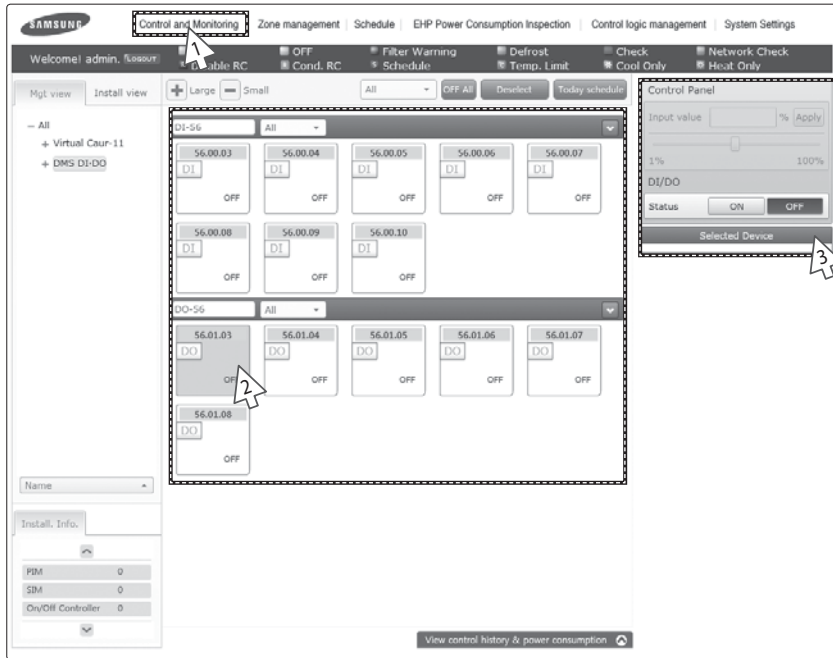 SAMSUNG
Control and Monitoring Zone management Schedule EHP Power Consumption Inspection Control logic management System Settings
Welcome! admin. Logout
OFF Filter Warning Defrost Check Network Check
Cond. RC Schedule Temp. Limit Cool Only Heat Only
1
Mgt view Install view
Large Small All OFF All Deselect Today schedule
- All
+ Virtual Caur-11
+ DMS DI-DO
DI-56 All
56.00.03 56.00.04 56.00.05 56.00.06 56.00.07
DI DI DI DI DI
OFF OFF OFF OFF OFF
56.00.08 56.00.09 56.00.10
DI DI DI
OFF OFF OFF
DO-56 All
56.01.03 56.01.04 56.01.05 56.01.06 56.01.07
DO DO DO DO DO
OFF OFF OFF OFF
2
56.01.08
DO
OFF
Control Panel
Input value % Apply
1% 100%
DI/DO
Status ON OFF
Selected Device
3
Name
Install. Info.
PIM 0
SIM 0
On/Off Controller 0
View control history & power consumption